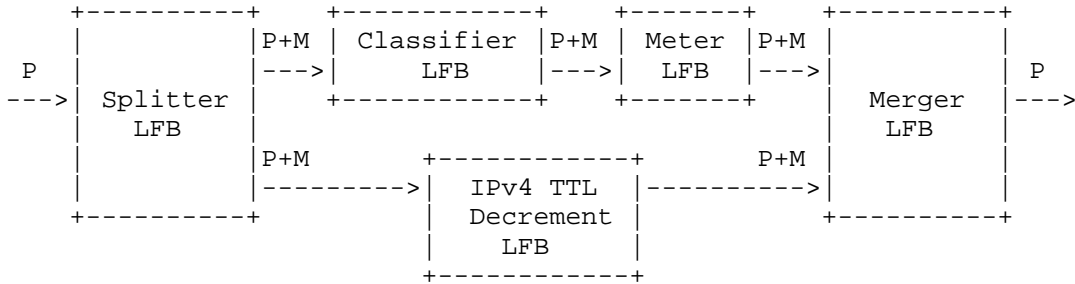 P+M Classifier P+M Meter P+M
P LFB LFB P
Splitter Merger
LFB LFB
P+M P+M
IPv4 TTL
Decrement
LFB